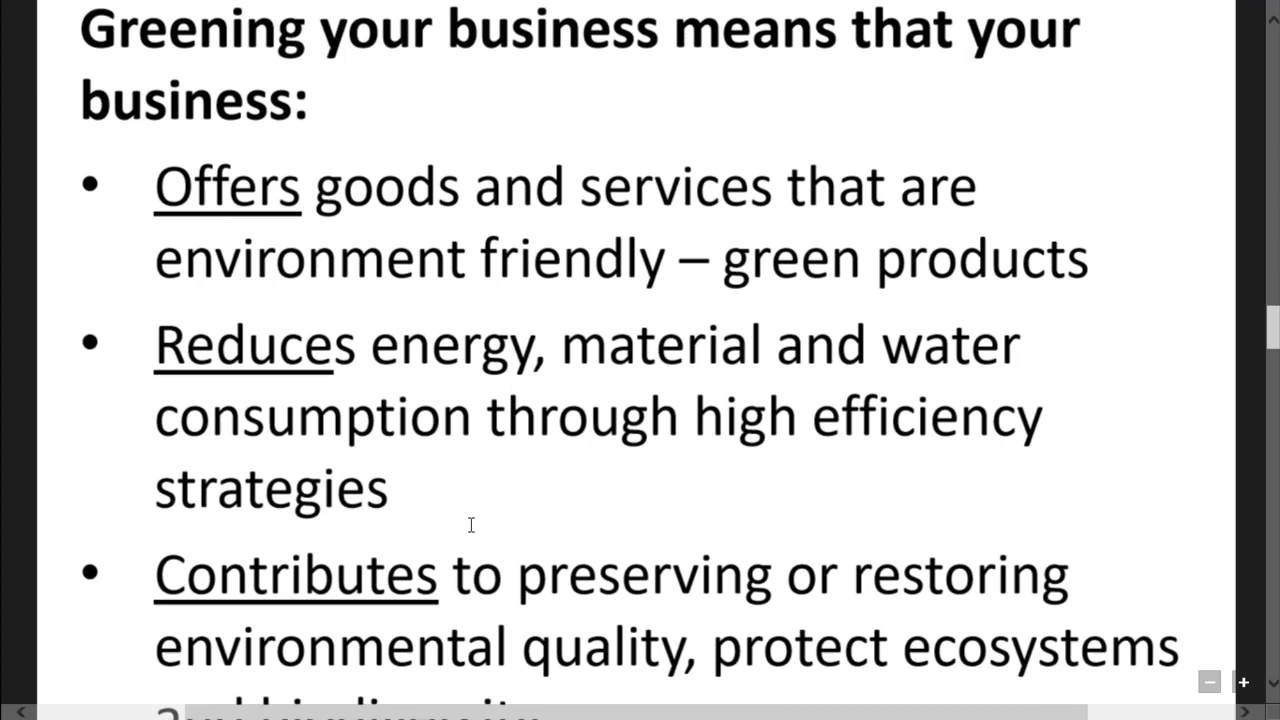 Greening your business means that your
business:
• Offers goods and services that are
environment friendly – green products
• Reduces energy, material and water
consumption through high efficiency
strategies
• Contributes to preserving or restoring
environmental quality, protect ecosystems